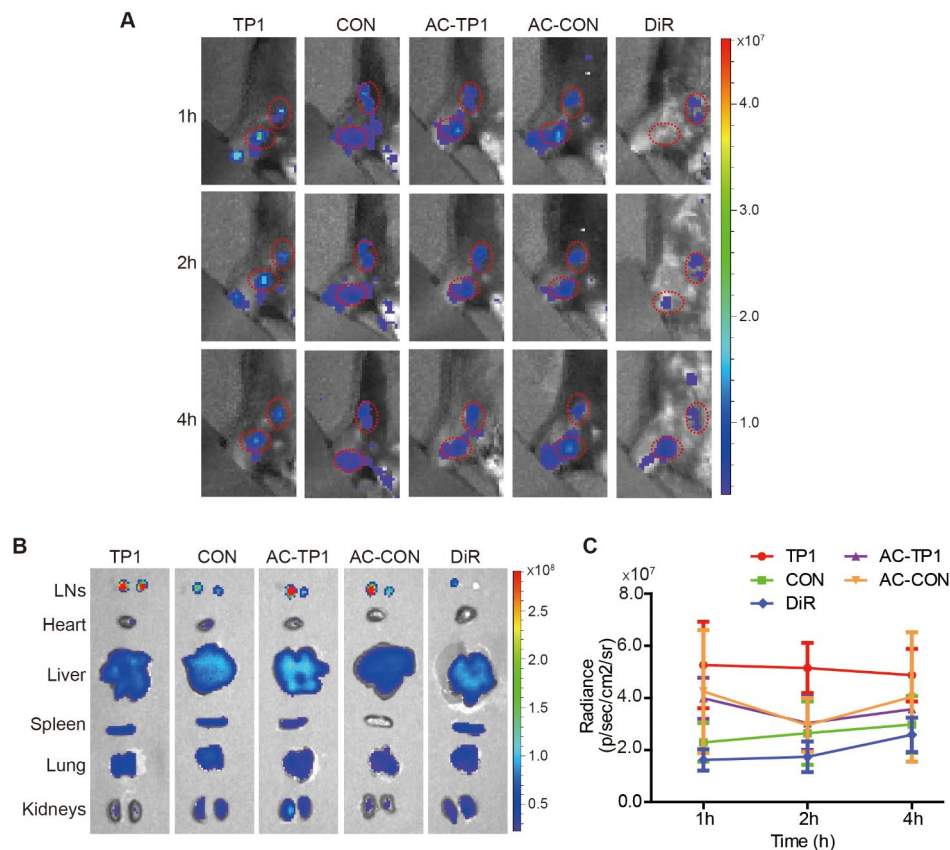 A
TP1 CON AC-TP1 AC-CON DiR
x10⁷
1h
4.0
3.0
2h
2.0
4h
1.0
B
TP1 CON AC-TP1 AC-CON DiR
x10⁸
LNs
Heart
Liver
Spleen
Lung
Kidneys
2.5
2.0
1.5
1.0
0.5
C
TP1 AC-TP1
CON AC-CON
DiR
x10⁷
8.0
6.0
4.0
2.0
0.0
Radiance
(p/sec/cm2/sr)
1h 2h 4h
Time (h)